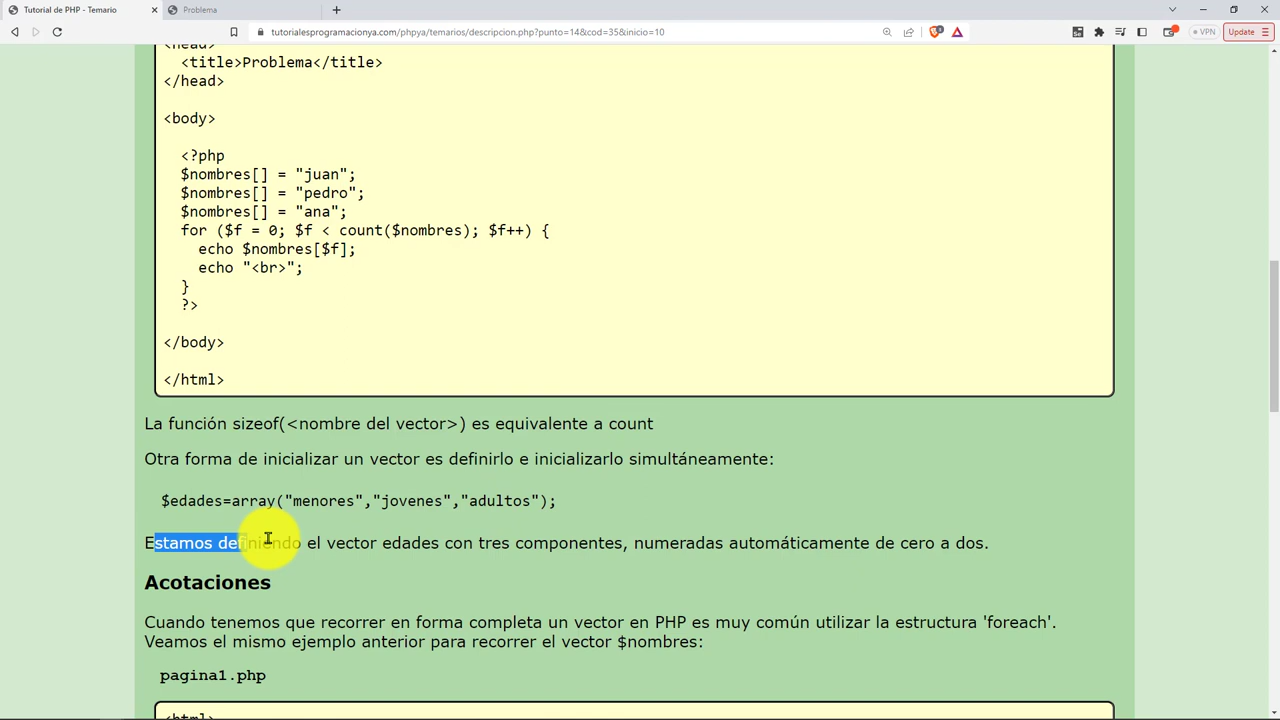 Tutorial de PHP - Temario
Problema
tutorialesprogramacionya.com/phpya/temarios/descripcion.php?punto=14&cod=35&inicio=10
VPN
Update
<head>
<title>Problema</title>
</head>
<body>
<?php
$nombres[] = "juan";
$nombres[] = "pedro";
$nombres[] = "ana";
for ($f = 0; $f < count($nombres); $f++) {
echo $nombres[$f];
echo "<br>";
}
?>
</body>
</html>
La función sizeof(<nombre del vector>) es equivalente a count
Otra forma de inicializar un vector es definirlo e inicializarlo simultáneamente:
$edades=array("menores","jovenes","adultos");
Estamos definiendo el vector edades con tres componentes, numeradas automáticamente de cero a dos.
Acotaciones
Cuando tenemos que recorrer en forma completa un vector en PHP es muy común utilizar la estructura 'foreach'.
Veamos el mismo ejemplo anterior para recorrer el vector $nombres:
pagina1.php
<html>